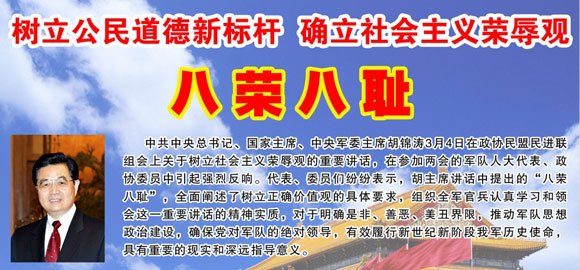 树立公民道德新标杆 确立社会主义荣辱观
八荣八耻
中共中央总书记、国家主席、中央军委主席胡锦涛3月4日在政协民盟民进联
组会上关于树立社会主义荣辱观的重要讲话，在参加两会的军队人大代表、政
协委员中引起强烈反响。代表、委员们纷纷表示，胡主席讲话中提出的“八荣
八耻”，全面阐述了树立正确价值观的具体要求，组织全军官兵认真学习和领
会这一重要讲话的精神实质，对于明确是非、善恶、美丑界限，推动军队思想
政治建设，确保党对军队的绝对领导，有效履行新世纪新阶段我军历史使命，
具有重要的现实和深远指导意义。